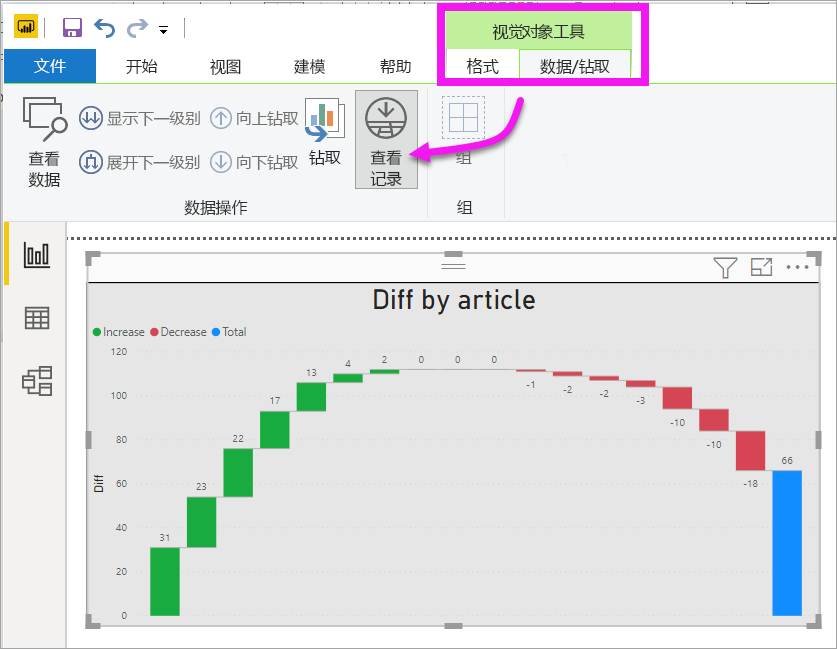 视觉对象工具
文件 开始 视图 建模 帮助 格式 数据/钻取
查看
数据
显示下一级别 向上钻取
展开下一级别 向下钻取
钻取
查看
记录
组
数据操作 组
Diff by article
Increase Decrease Total
120
100
80
60
40
20
0
Diff
31
23
22
17
13
4
2
0
0
0
-1
-2
-2
-3
-10
-10
-18
66